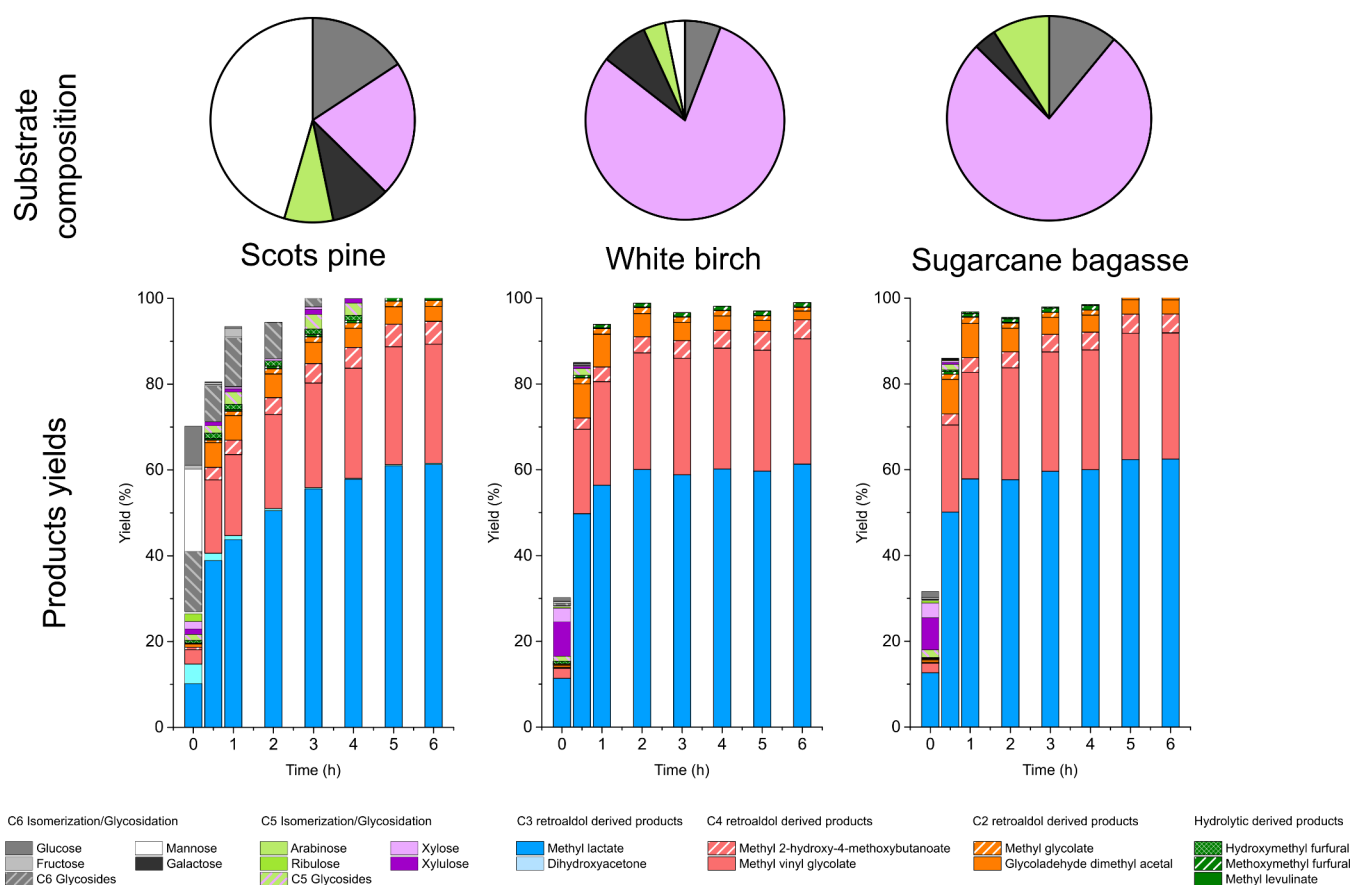 Substrate
composition
Scots pine
White birch
Sugarcane bagasse
Products yields
Yield (%)
100
80
60
40
20
0
0 1 2 3 4 5 6
Time (h)
Yield (%)
100
80
60
40
20
0
0 1 2 3 4 5 6
Time (h)
Yield (%)
100
80
60
40
20
0
0 1 2 3 4 5 6
Time (h)
C6 Isomerization/Glycosidation
Glucose
Fructose
C6 Glycosides
Mannose
Galactose
C5 Isomerization/Glycosidation
Arabinose
Ribulose
C5 Glycosides
Xylose
Xylulose
C3 retroaldol derived products
Methyl lactate
Dihydroxyacetone
C4 retroaldol derived products
Methyl 2-hydroxy-4-methoxybutanoate
Methyl vinyl glycolate
C2 retroaldol derived products
Methyl glycolate
Glycoladehyde dimethyl acetal
Hydrolytic derived products
Hydroxymethyl furfural
Methoxymethyl furfural
Methyl levulinate